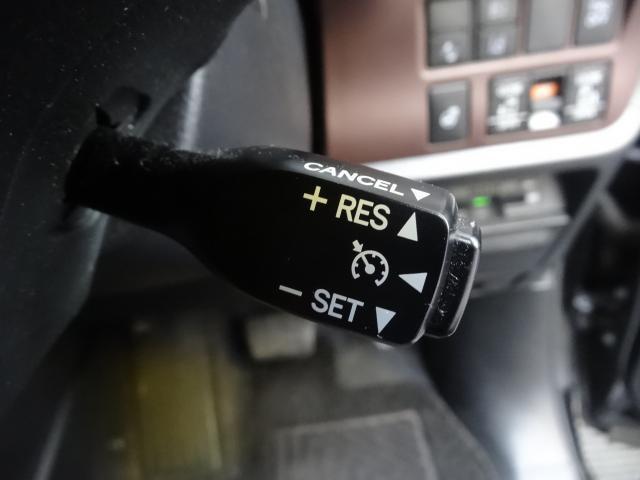 CANCEL ▼
+ RES ▲
◀
− SET ▼